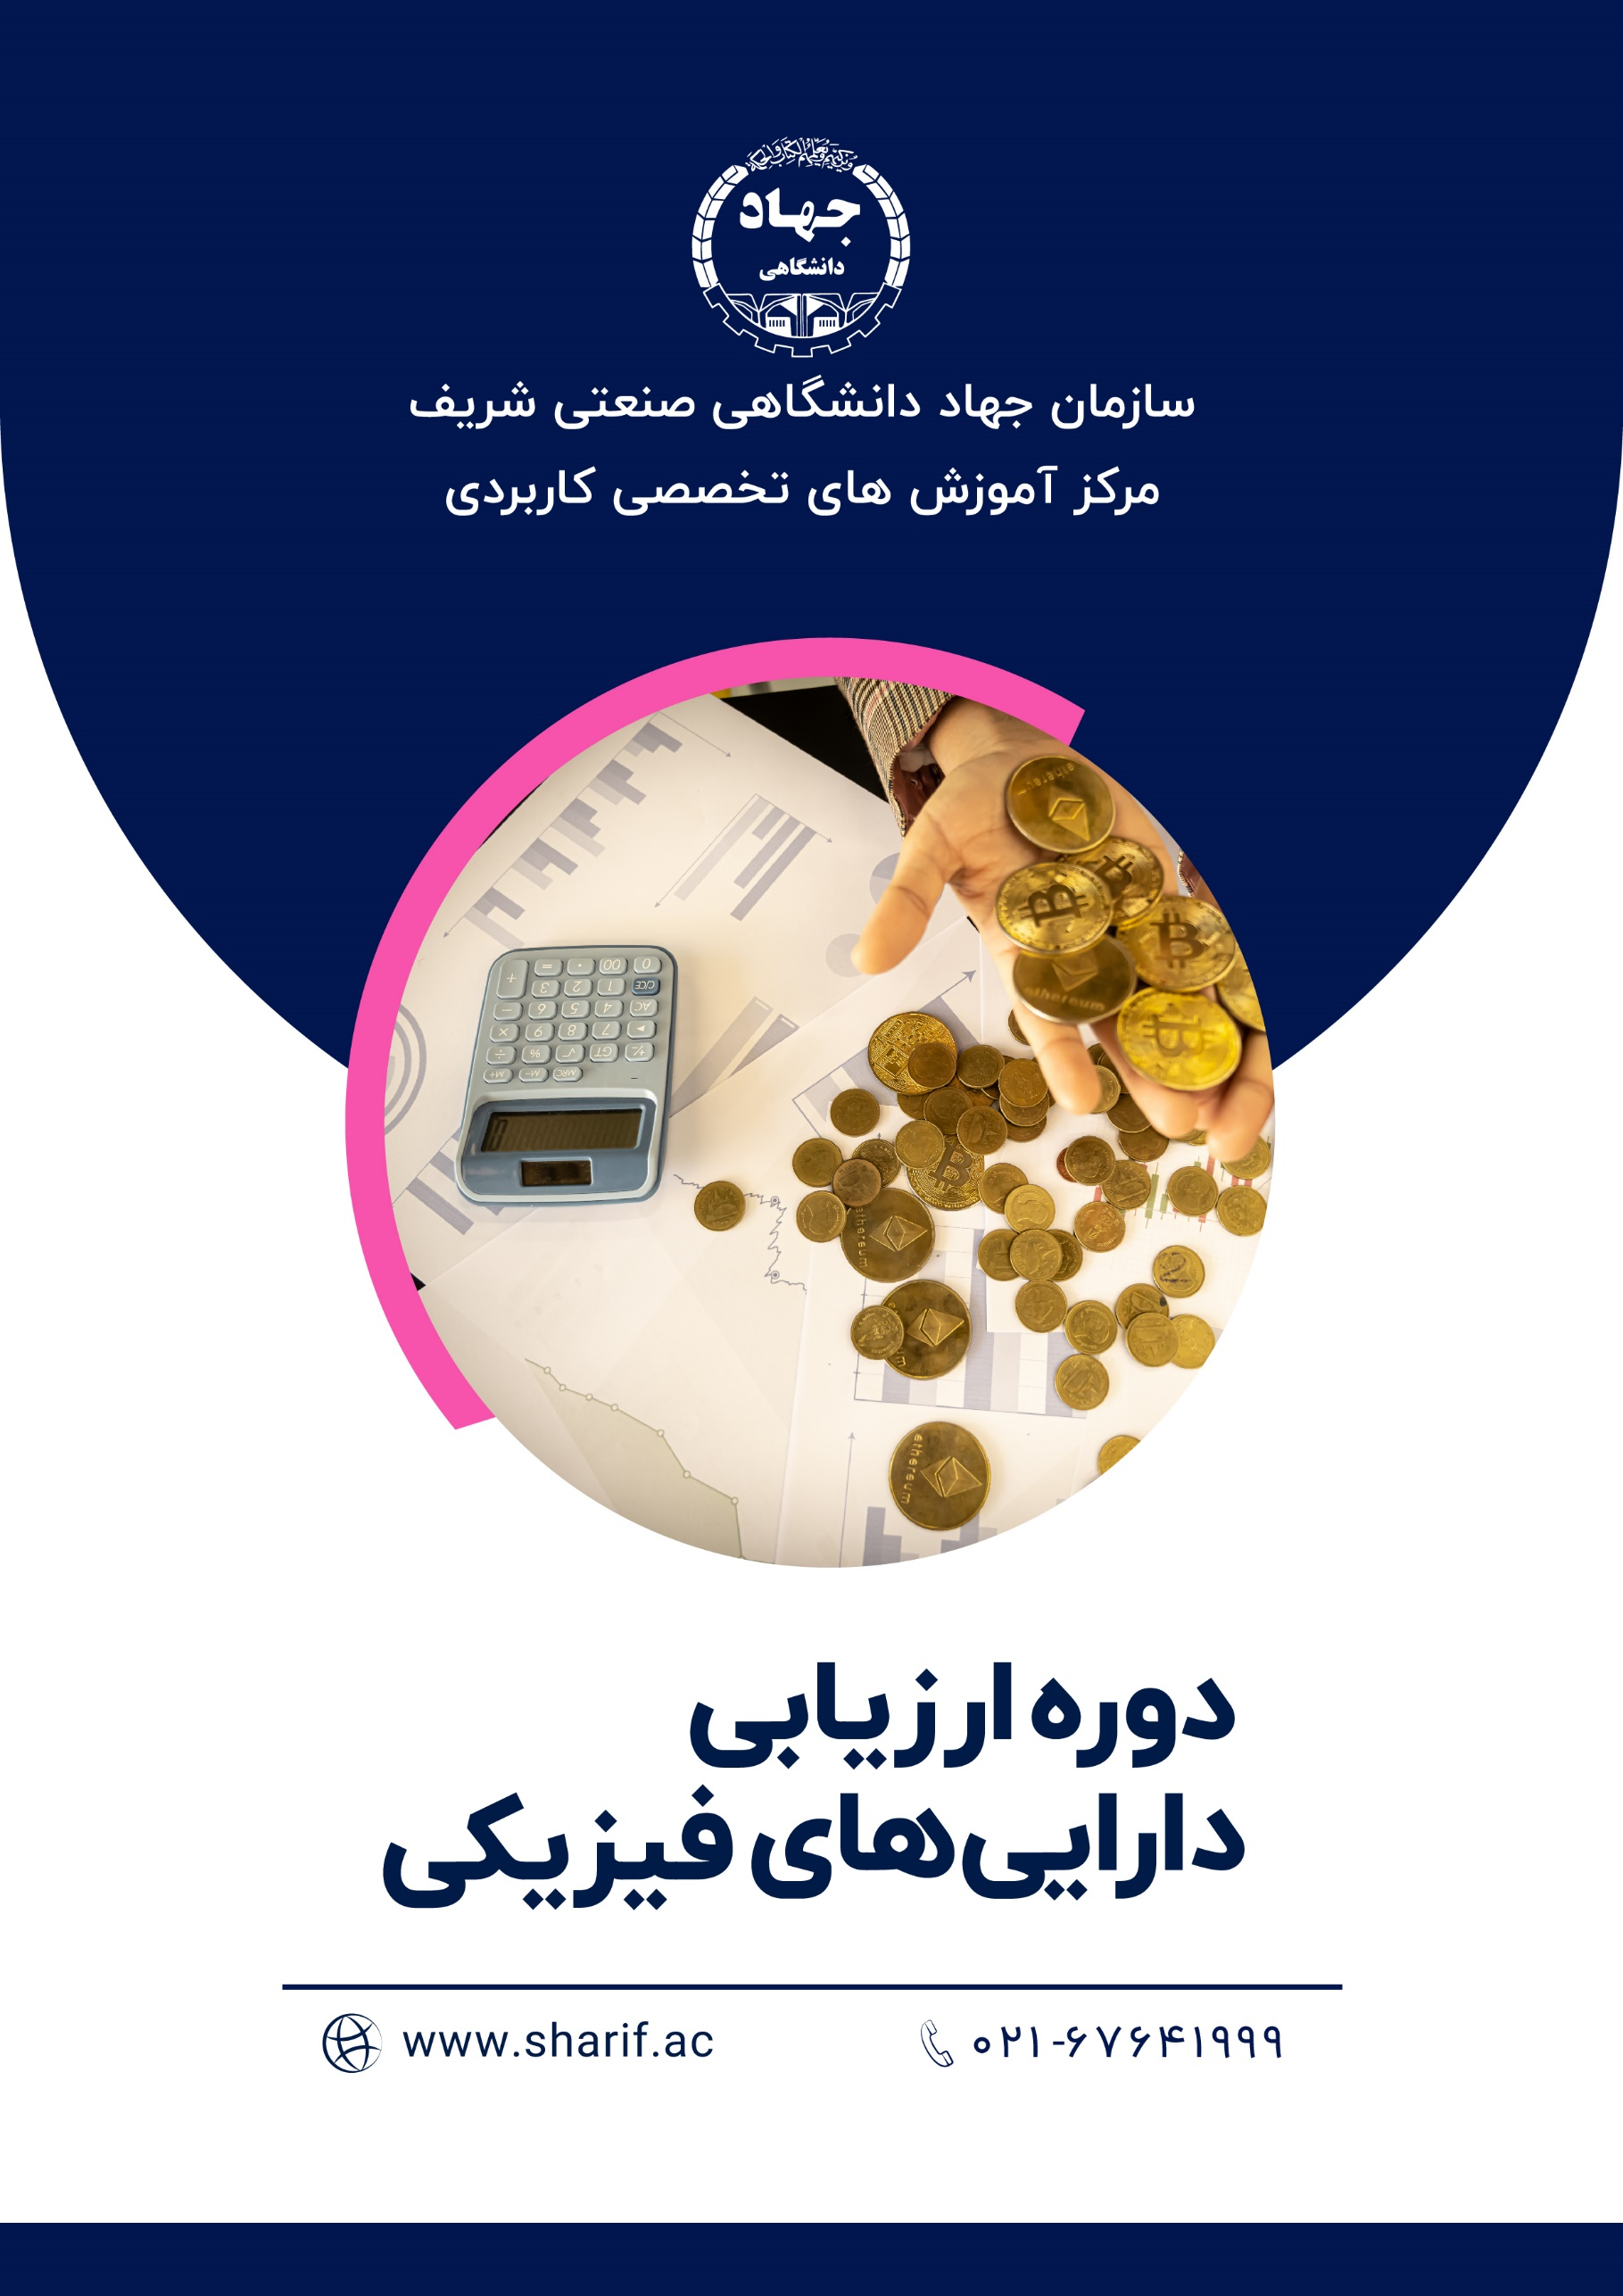 جهاد
دانشگاهی
سازمان جهاد دانشگاهی صنعتی شریف
مرکز آموزش های تخصصی کاربردی
دوره ارزیابی
دارایی‌های فیزیکی
۰۲۱-۶۷۶۴۱۹۹۹
www.sharif.ac